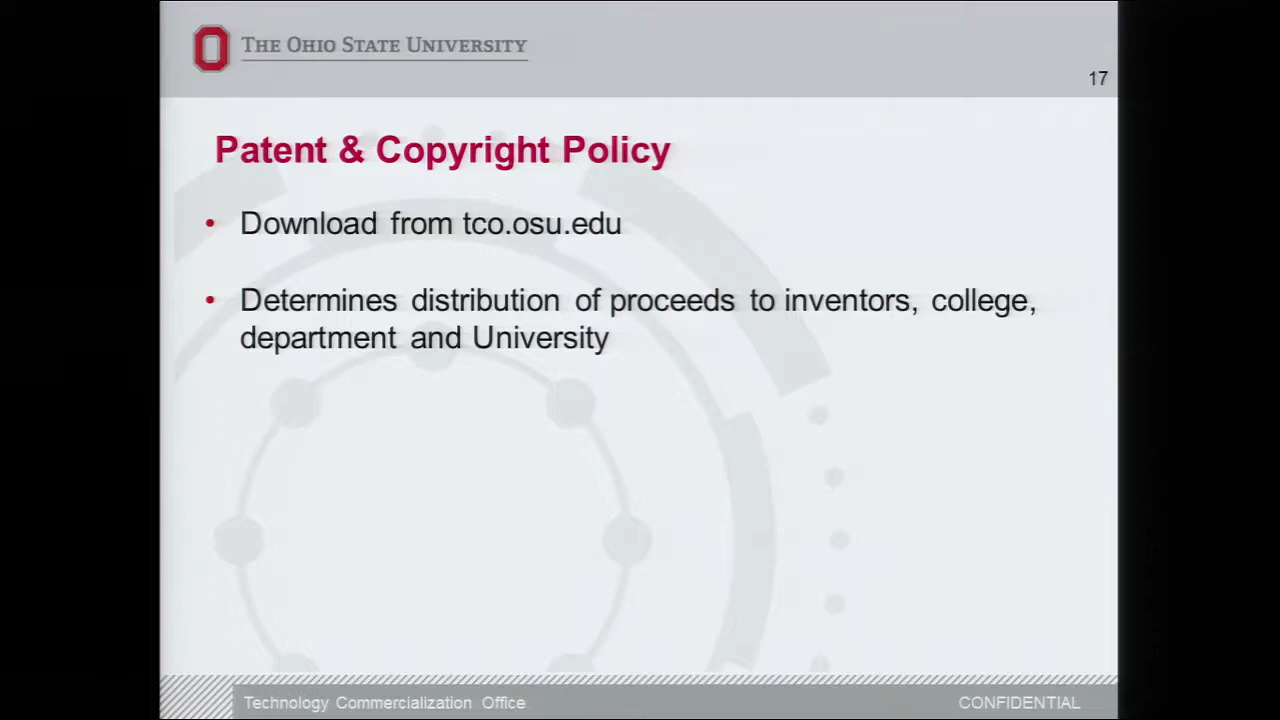 THE OHIO STATE UNIVERSITY
17
Patent & Copyright Policy
• Download from tco.osu.edu
• Determines distribution of proceeds to inventors, college,
department and University
Technology Commercialization Office
CONFIDENTIAL